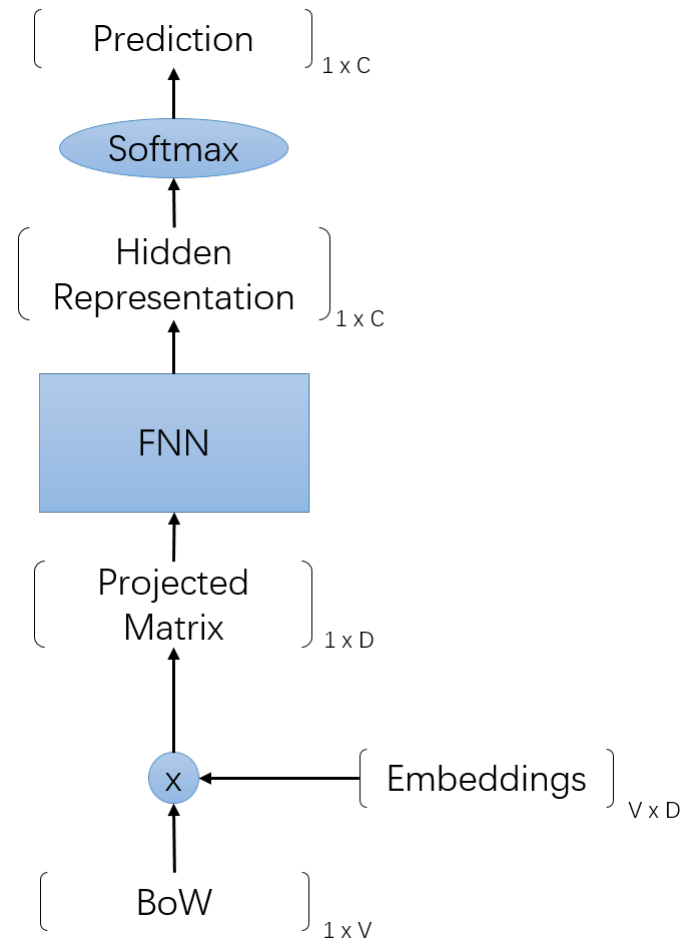 Prediction
1 x C
Softmax
Hidden
Representation
1 x C
FNN
Projected
Matrix
1 x D
x
Embeddings
V x D
BoW
1 x V